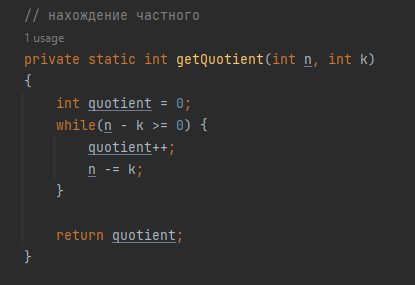 // нахождение частного
1 usage
private static int getQuotient(int n, int k)
{
    int quotient = 0;
    while(n - k >= 0) {
        quotient++;
        n -= k;
    }

    return quotient;
}